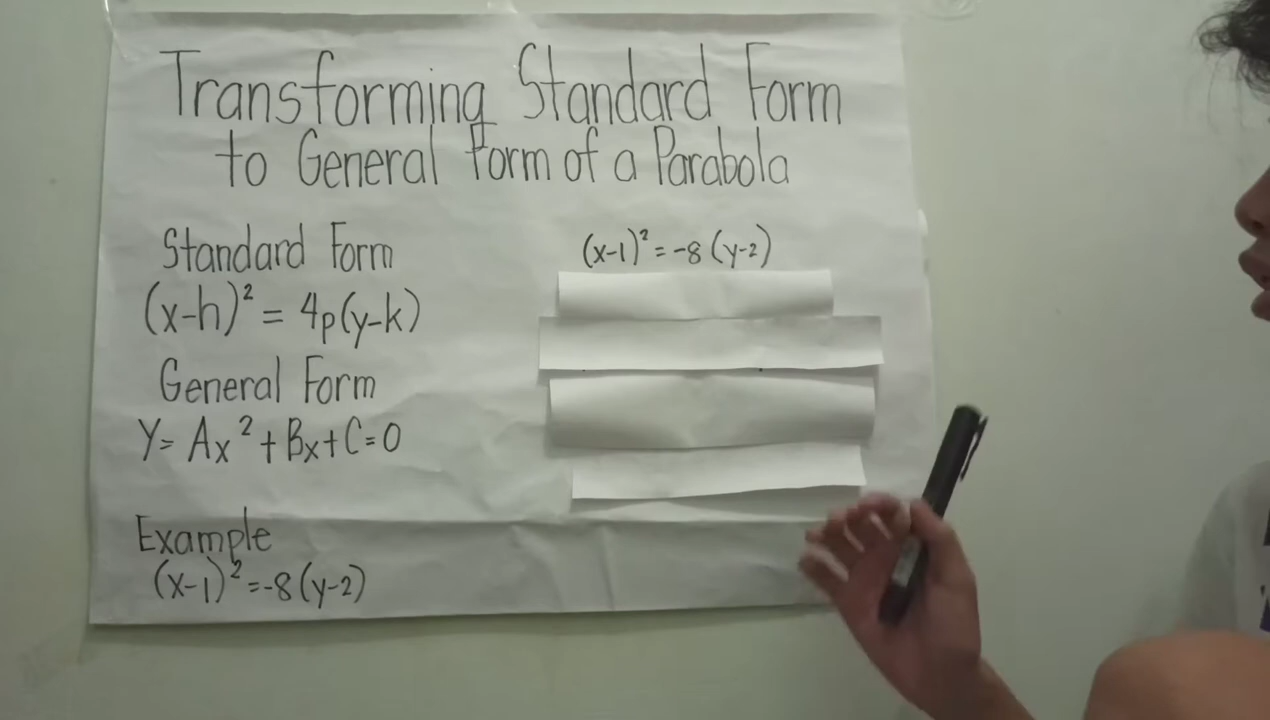 Transforming Standard Form
to General Form of a Parabola
Standard Form
(x-h)² = 4p(y-k)
General Form
Y= Ax² + Bx + C = 0
Example
(x-1)² = -8 (y-2)
(x-1)² = -8 (y-2)